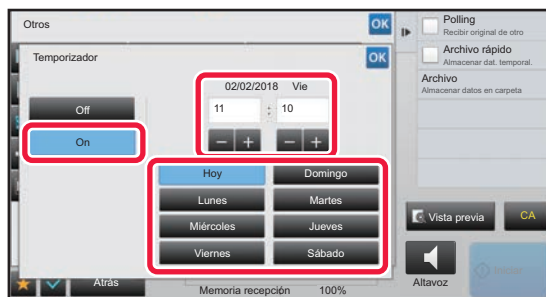 Otros
OK
Temporizador
OK
02/02/2018 Vie
11 : 10
Off
On
Hoy
Domingo
Lunes
Martes
Miércoles
Jueves
Viernes
Sábado
Atrás
Memoria recepción 100%
Polling
Recibir original de otro
Archivo rápido
Almacenar dat. temporal.
Archivo
Almacenar datos en carpeta
Vista previa
CA
Altavoz